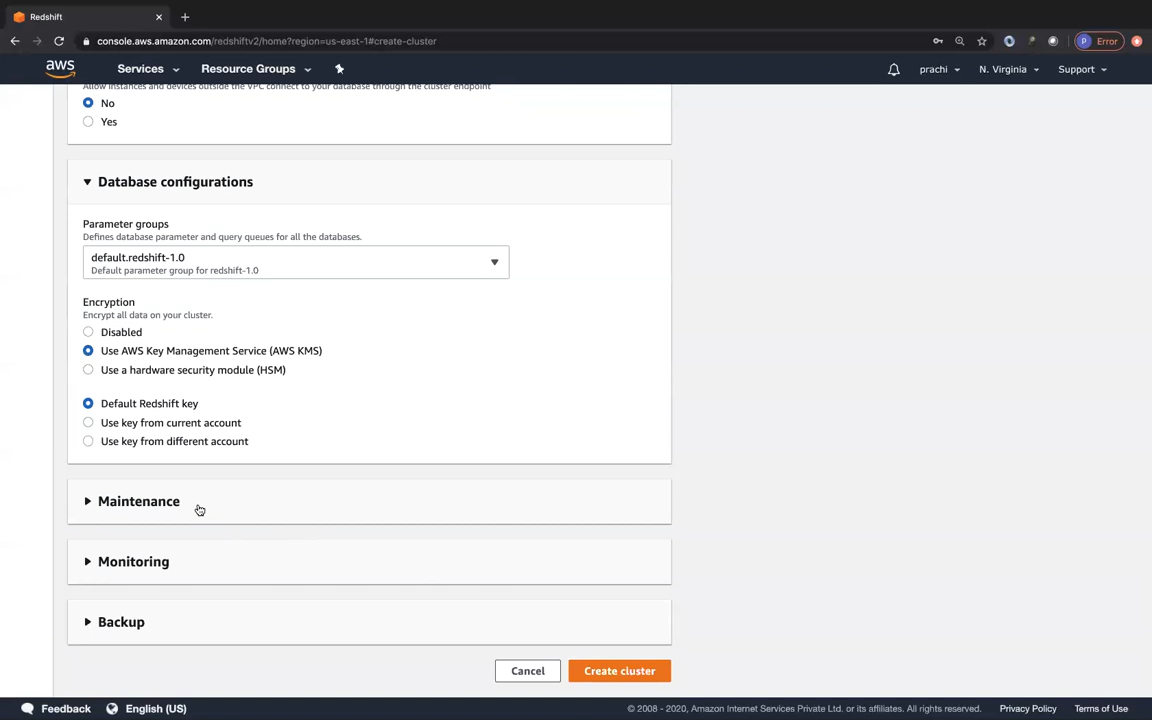 Redshift
console.aws.amazon.com/redshiftv2/home?region=us-east-1#create-cluster
P Error
aws Services Resource Groups prachi N. Virginia Support
Allow instances and devices outside the VPC connect to your database through the cluster endpoint
No
Yes
Database configurations
Parameter groups
Defines database parameter and query queues for all the databases.
default.redshift-1.0
Default parameter group for redshift-1.0
Encryption
Encrypt all data on your cluster.
Disabled
Use AWS Key Management Service (AWS KMS)
Use a hardware security module (HSM)
Default Redshift key
Use key from current account
Use key from different account
Maintenance
Monitoring
Backup
Cancel Create cluster
Feedback English (US) © 2008 - 2020, Amazon Internet Services Private Ltd. or its affiliates. All rights reserved. Privacy Policy Terms of Use